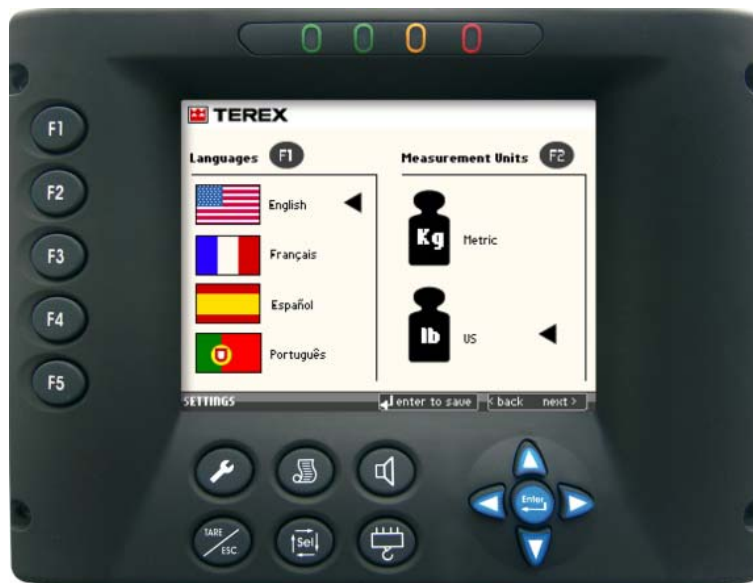 TEREX
Languages F1
English
Français
Español
Português
Measurement Units F2
Kg Metric
lb US
SETTINGS
enter to save
< back next >
F1
F2
F3
F4
F5
TARE/ESC
Sel
Enter